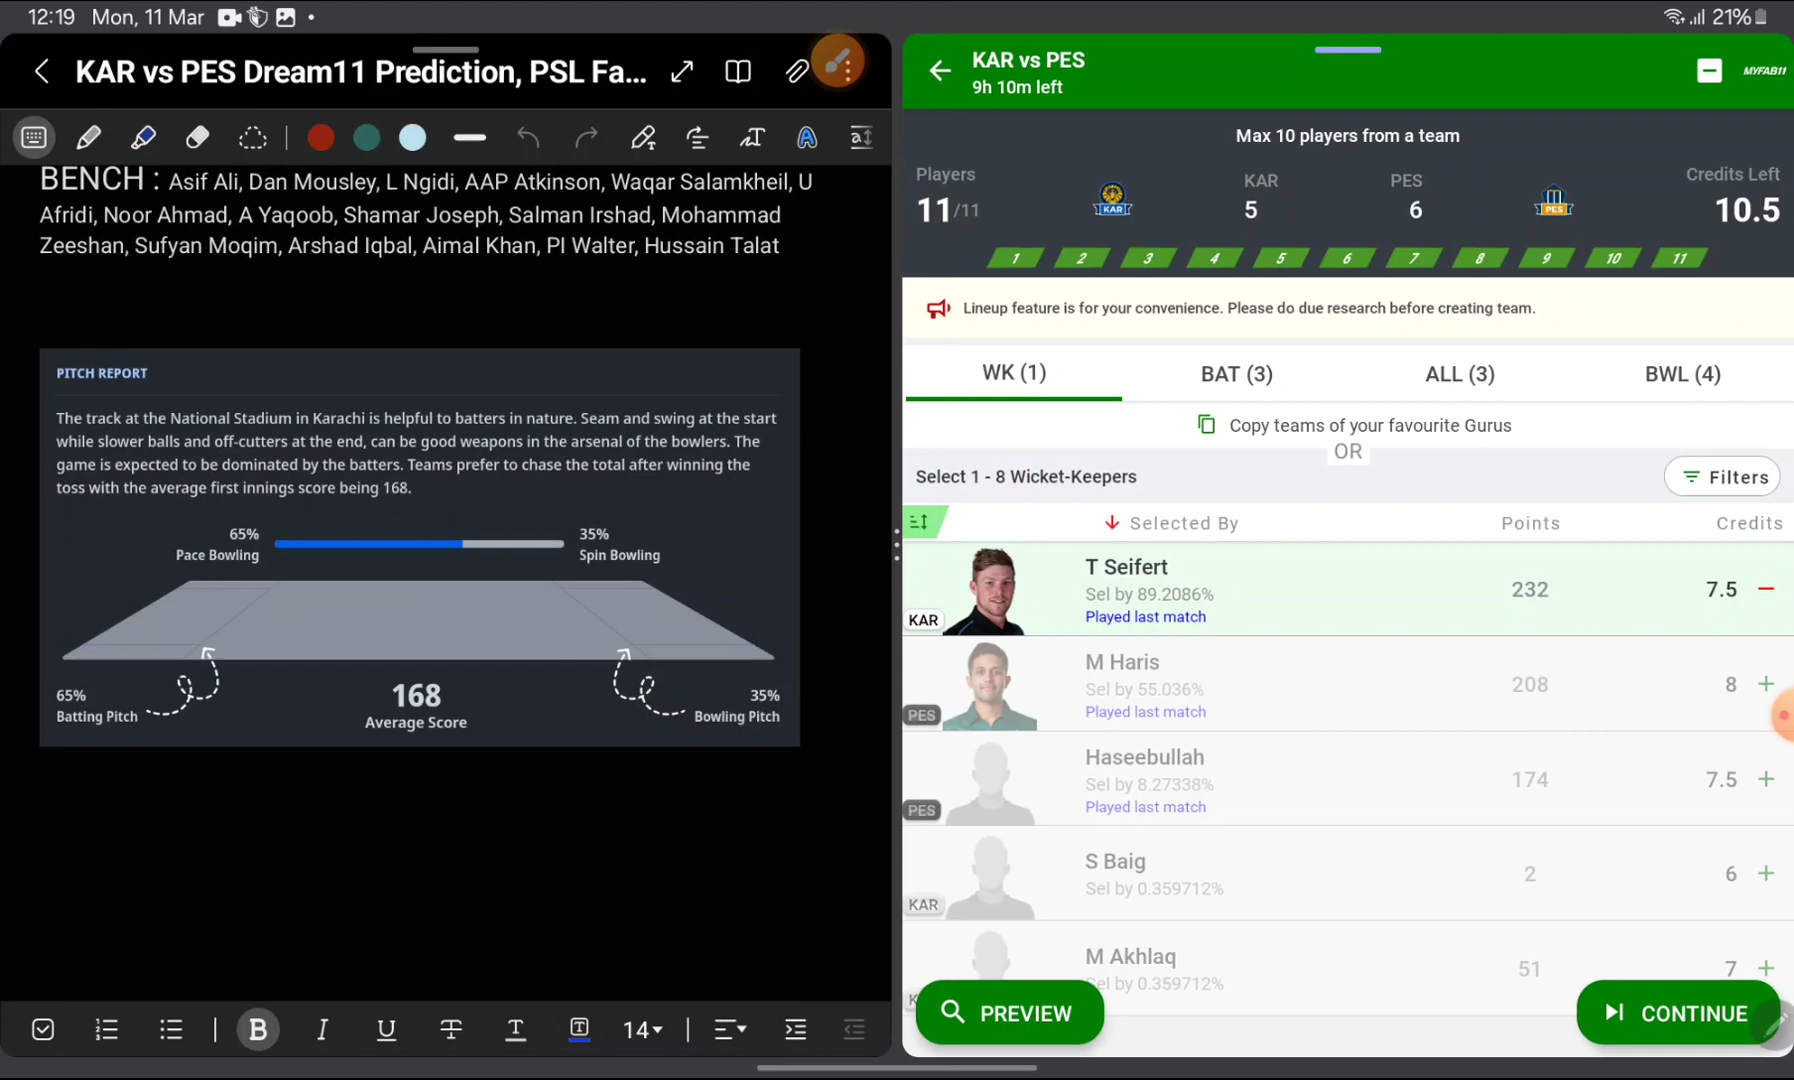 12:19 Mon, 11 Mar
21%
KAR vs PES Dream11 Prediction, PSL Fa...
BENCH : Asif Ali, Dan Mousley, L Ngidi, AAP Atkinson, Waqar Salamkheil, U
Afridi, Noor Ahmad, A Yaqoob, Shamar Joseph, Salman Irshad, Mohammad
Zeeshan, Sufyan Moqim, Arshad Iqbal, Aimal Khan, PI Walter, Hussain Talat
PITCH REPORT
The track at the National Stadium in Karachi is helpful to batters in nature. Seam and swing at the start
while slower balls and off-cutters at the end, can be good weapons in the arsenal of the bowlers. The
game is expected to be dominated by the batters. Teams prefer to chase the total after winning the
toss with the average first innings score being 168.
65%
Pace Bowling
35%
Spin Bowling
65%
Batting Pitch
168
Average Score
35%
Bowling Pitch
B I U T T 14
KAR vs PES
9h 10m left
MYFAB11
Max 10 players from a team
Players
11/11
KAR
KAR
5
PES
6
PES
Credits Left
10.5
1 2 3 4 5 6 7 8 9 10 11
Lineup feature is for your convenience. Please do due research before creating team.
WK (1) BAT (3) ALL (3) BWL (4)
Copy teams of your favourite Gurus
OR
Select 1 - 8 Wicket-Keepers
Filters
Selected By Points Credits
T Seifert
Sel by 89.2086%
Played last match
KAR
232
7.5
M Haris
Sel by 55.036%
Played last match
PES
208
8
Haseebullah
Sel by 8.27338%
Played last match
PES
174
7.5
S Baig
Sel by 0.359712%
KAR
2
6
M Akhlaq
Sel by 0.359712%
51
7
PREVIEW
CONTINUE